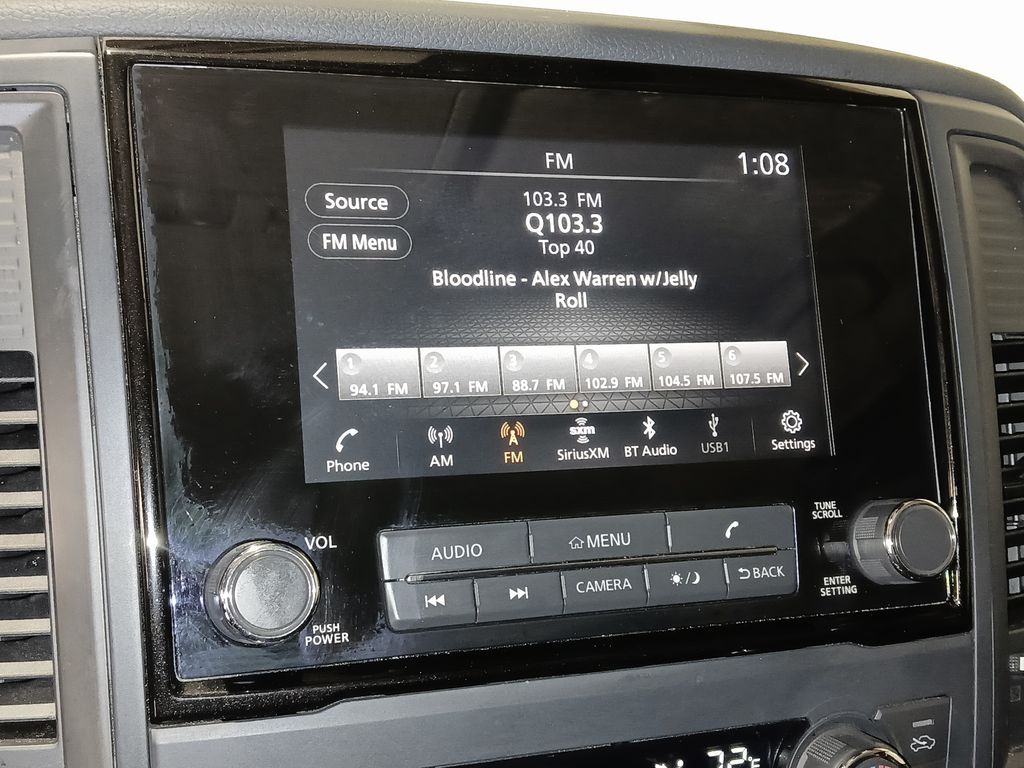 FM
1:08
Source
FM Menu
103.3 FM
Q103.3
Top 40
Bloodline - Alex Warren w/Jelly
Roll
1 2 3 4 5 6
94.1 FM 97.1 FM 88.7 FM 102.9 FM 104.5 FM 107.5 FM
Phone AM FM SiriusXM BT Audio USB1 Settings
sxm
VOL
PUSH
POWER
AUDIO MENU
CAMERA BACK
TUNE
SCROLL
ENTER
SETTING
72°F